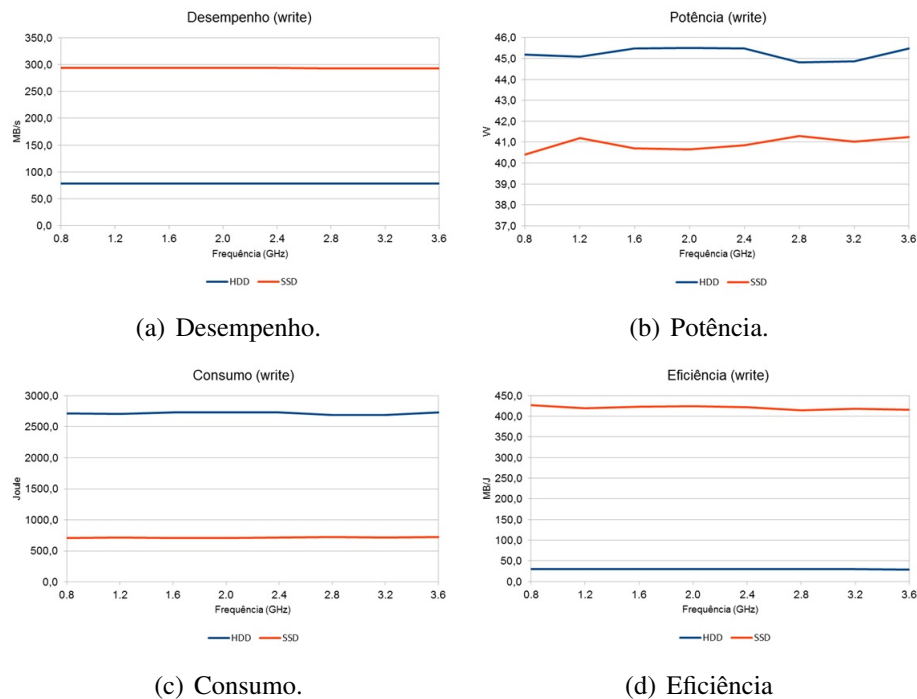 Desempenho (write)
350,0
300,0
250,0
200,0
150,0
100,0
50,0
0,0
MB/s
0.8 1.2 1.6 2.0 2.4 2.8 3.2 3.6
Frequência (GHz)
HDD SSD
(a) Desempenho.
Potência (write)
46,0
45,0
44,0
43,0
42,0
41,0
40,0
39,0
38,0
37,0
W
0.8 1.2 1.6 2.0 2.4 2.8 3.2 3.6
Frequência (GHz)
HDD SSD
(b) Potência.
Consumo (write)
3000,0
2500,0
2000,0
1500,0
1000,0
500,0
0,0
Joule
0.8 1.2 1.6 2.0 2.4 2.8 3.2 3.6
Frequência (GHz)
HDD SSD
(c) Consumo.
Eficiência (write)
450,0
400,0
350,0
300,0
250,0
200,0
150,0
100,0
50,0
0,0
MB/J
0.8 1.2 1.6 2.0 2.4 2.8 3.2 3.6
Frequência (GHz)
HDD SSD
(d) Eficiência